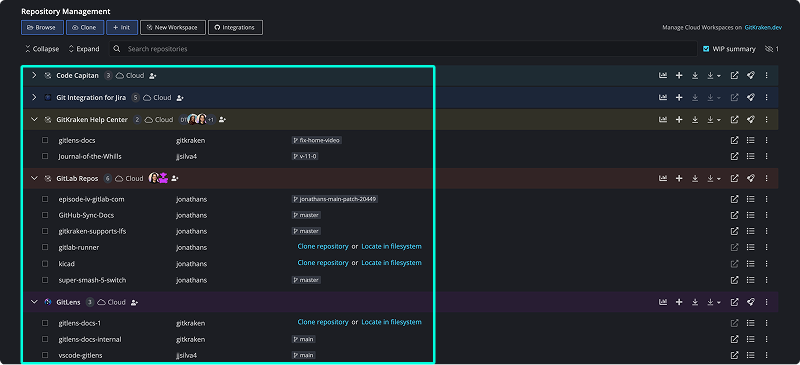 Repository Management
Browse Clone + Init New Workspace Integrations Manage Cloud Workspaces on GitKraken.dev
Collapse Expand Search repositories WIP summary 1
Code Capitan 3 Cloud
Git Integration for Jira 5 Cloud
GitKraken Help Center 2 Cloud +1
gitlens-docs gitkraken fix-home-video
Journal-of-the-Whills jjsilva4 v-11-0
GitLab Repos 6 Cloud
episode-iv-gitlab-com jonathans jonathans-main-patch-20449
GitHub-Sync-Docs jonathans master
gitkraken-supports-lfs jonathans master
gitlab-runner jonathans Clone repository or Locate in filesystem
kicad jonathans Clone repository or Locate in filesystem
super-smash-5-switch jonathans master
GitLens 3 Cloud
gitlens-docs-1 gitkraken Clone repository or Locate in filesystem
gitlens-docs-internal gitkraken main
vscode-gitlens jjsilva4 main